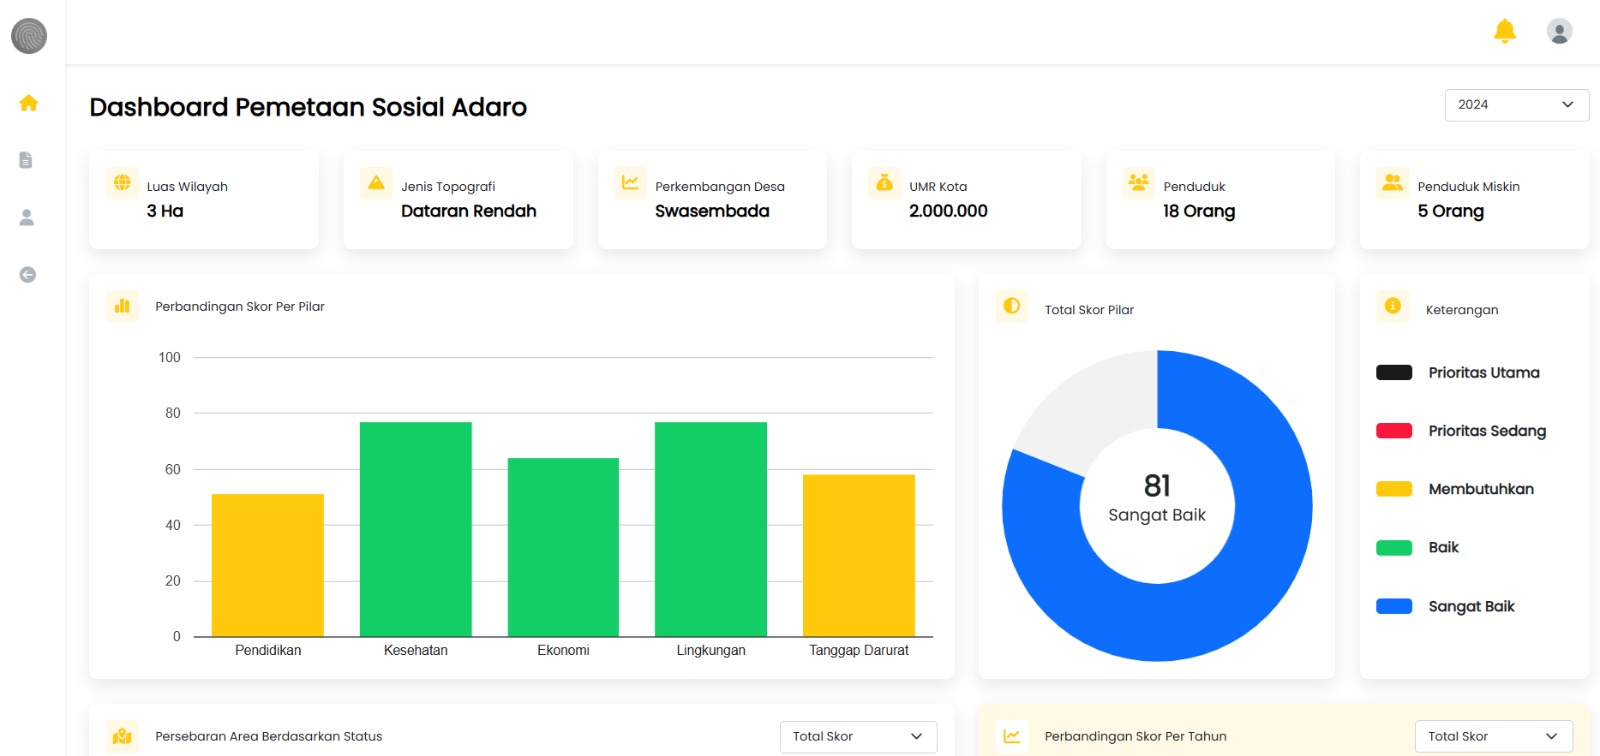 Dashboard Pemetaan Sosial Adaro
2024
Luas Wilayah
3 Ha
Jenis Topografi
Dataran Rendah
Perkembangan Desa
Swasembada
UMR Kota
2.000.000
Penduduk
18 Orang
Penduduk Miskin
5 Orang
Perbandingan Skor Per Pilar
100
80
60
40
20
0
Pendidikan
Kesehatan
Ekonomi
Lingkungan
Tanggap Darurat
Total Skor Pilar
81
Sangat Baik
Keterangan
Prioritas Utama
Prioritas Sedang
Membutuhkan
Baik
Sangat Baik
Persebaran Area Berdasarkan Status
Total Skor
Perbandingan Skor Per Tahun
Total Skor